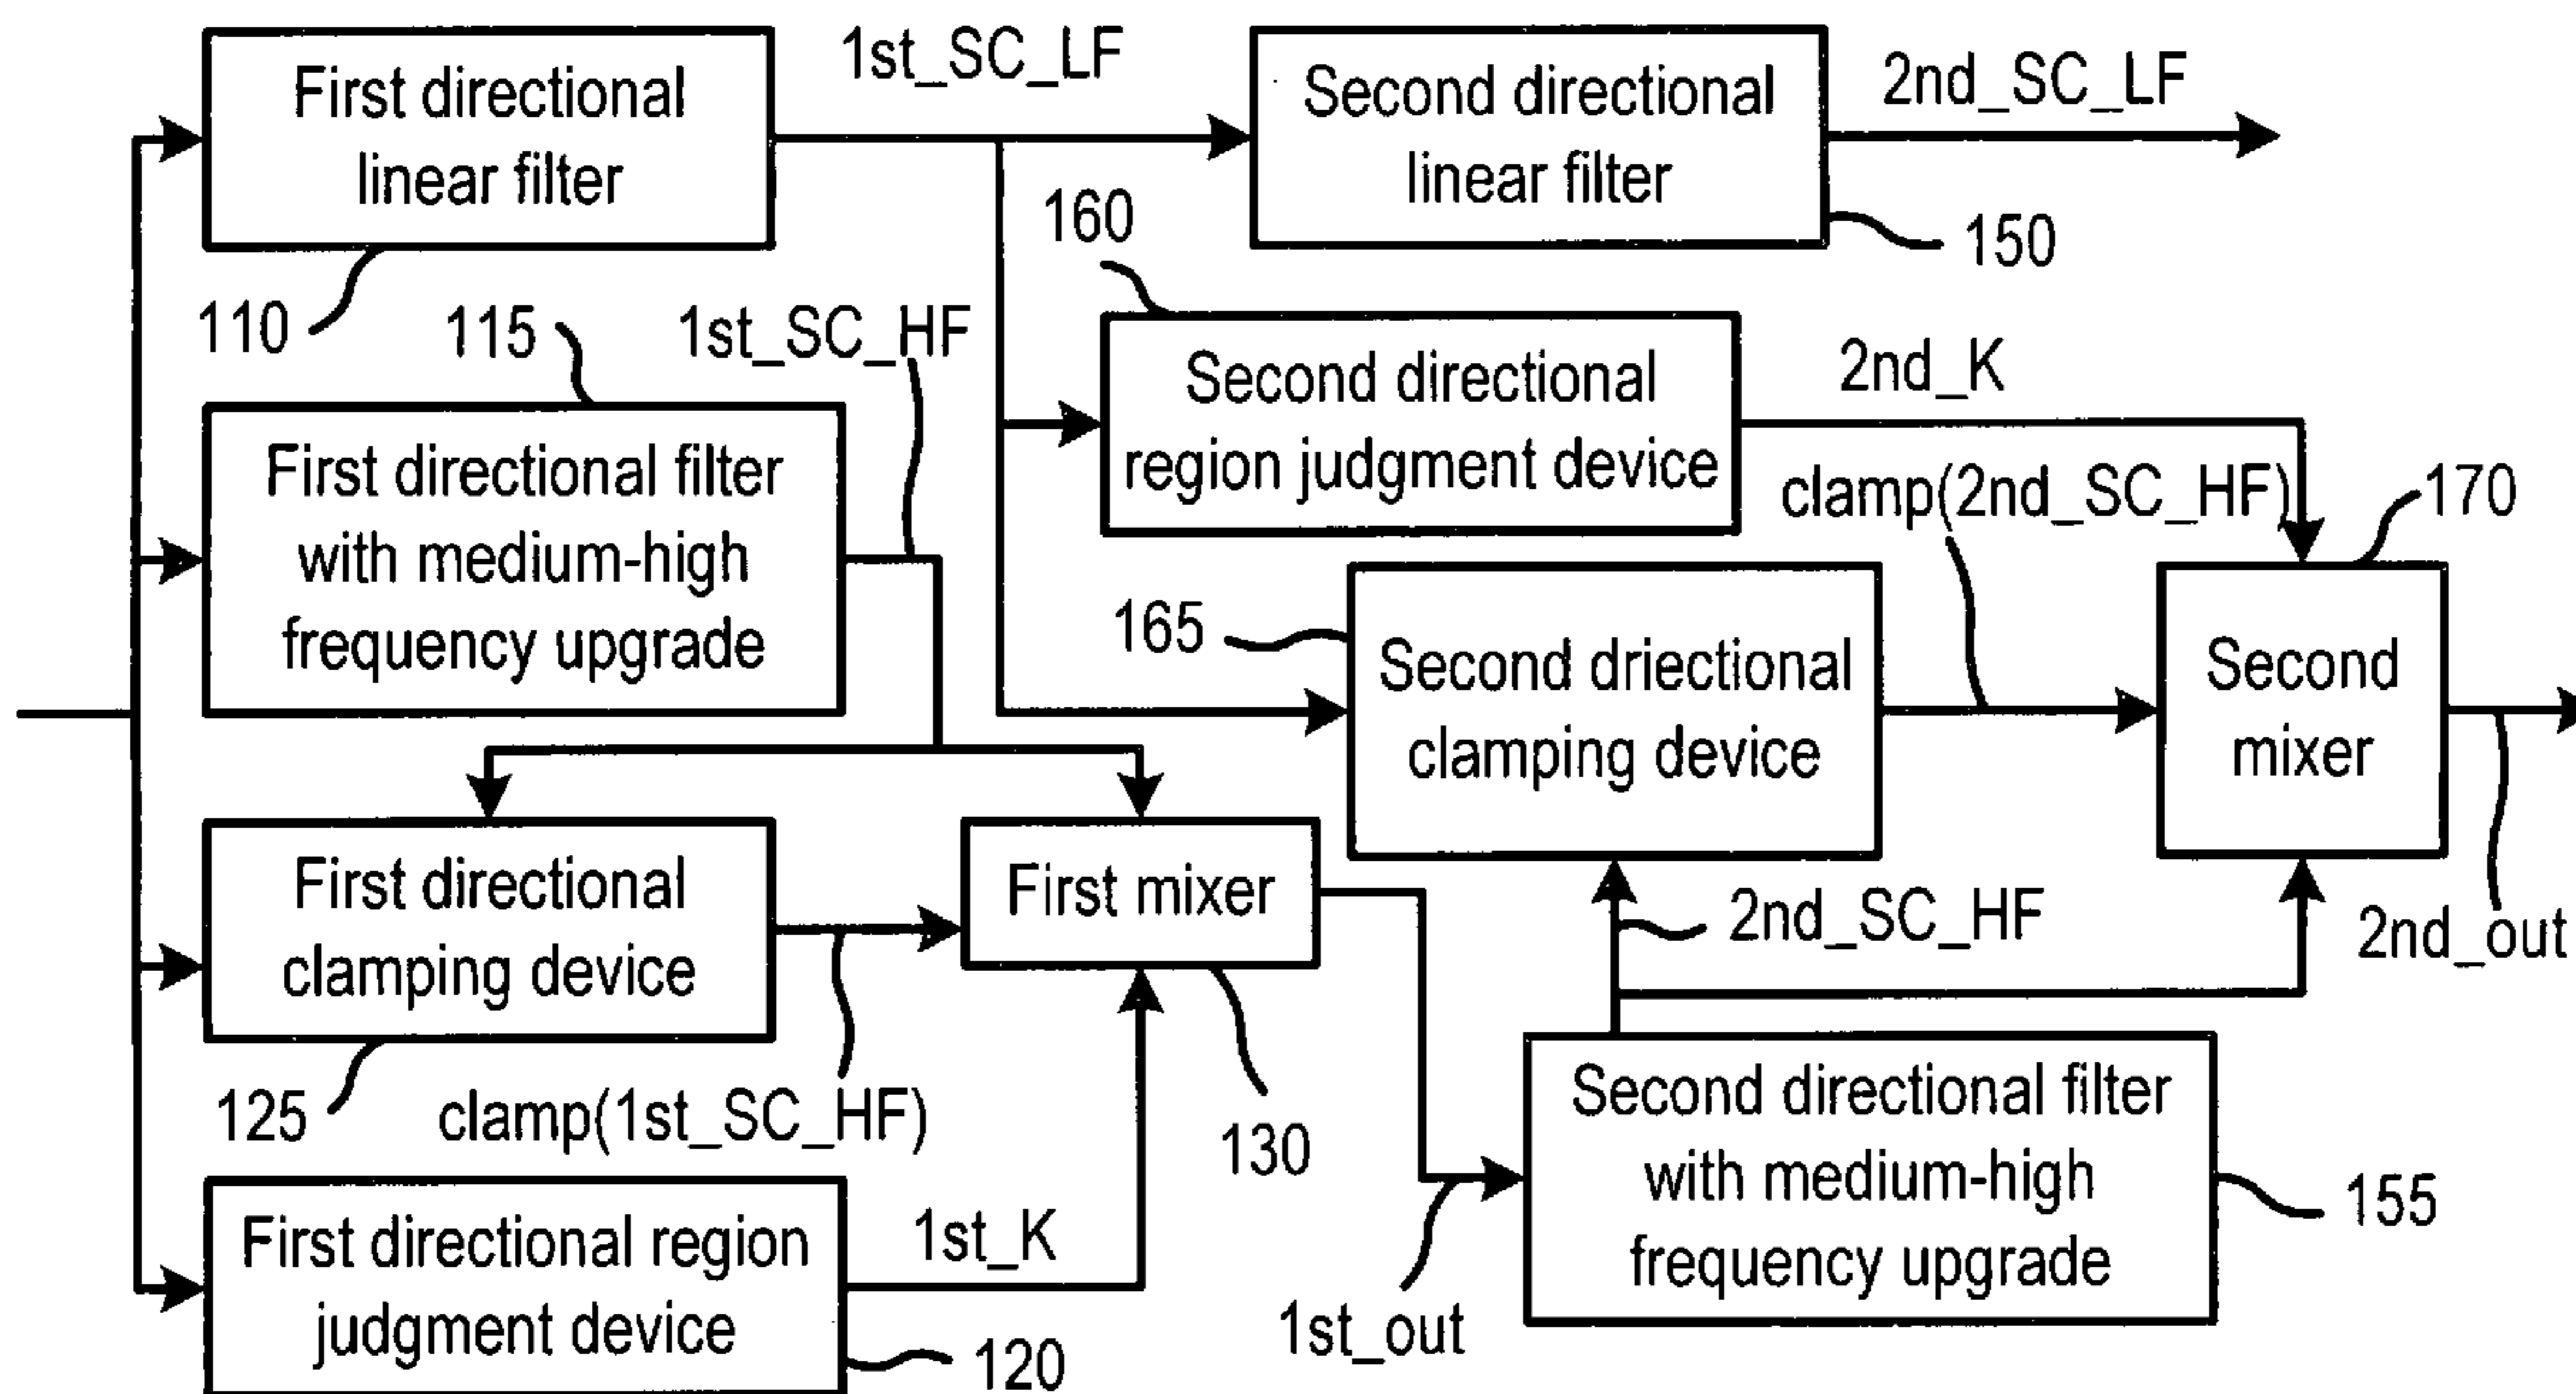 First directional
linear filter
1st_SC_LF
Second directional
linear filter
2nd_SC_LF
110
115
1st_SC_HF
160
150
First directional filter
with medium-high
frequency upgrade
Second directional
region judgment device
2nd_K
clamp(2nd_SC_HF)
170
165
Second driectional
clamping device
Second
mixer
First directional
clamping device
First mixer
2nd_SC_HF
2nd_out
125
clamp(1st_SC_HF)
130
Second directional filter
with medium-high
frequency upgrade
155
First directional region
judgment device
1st_K
1st_out
120